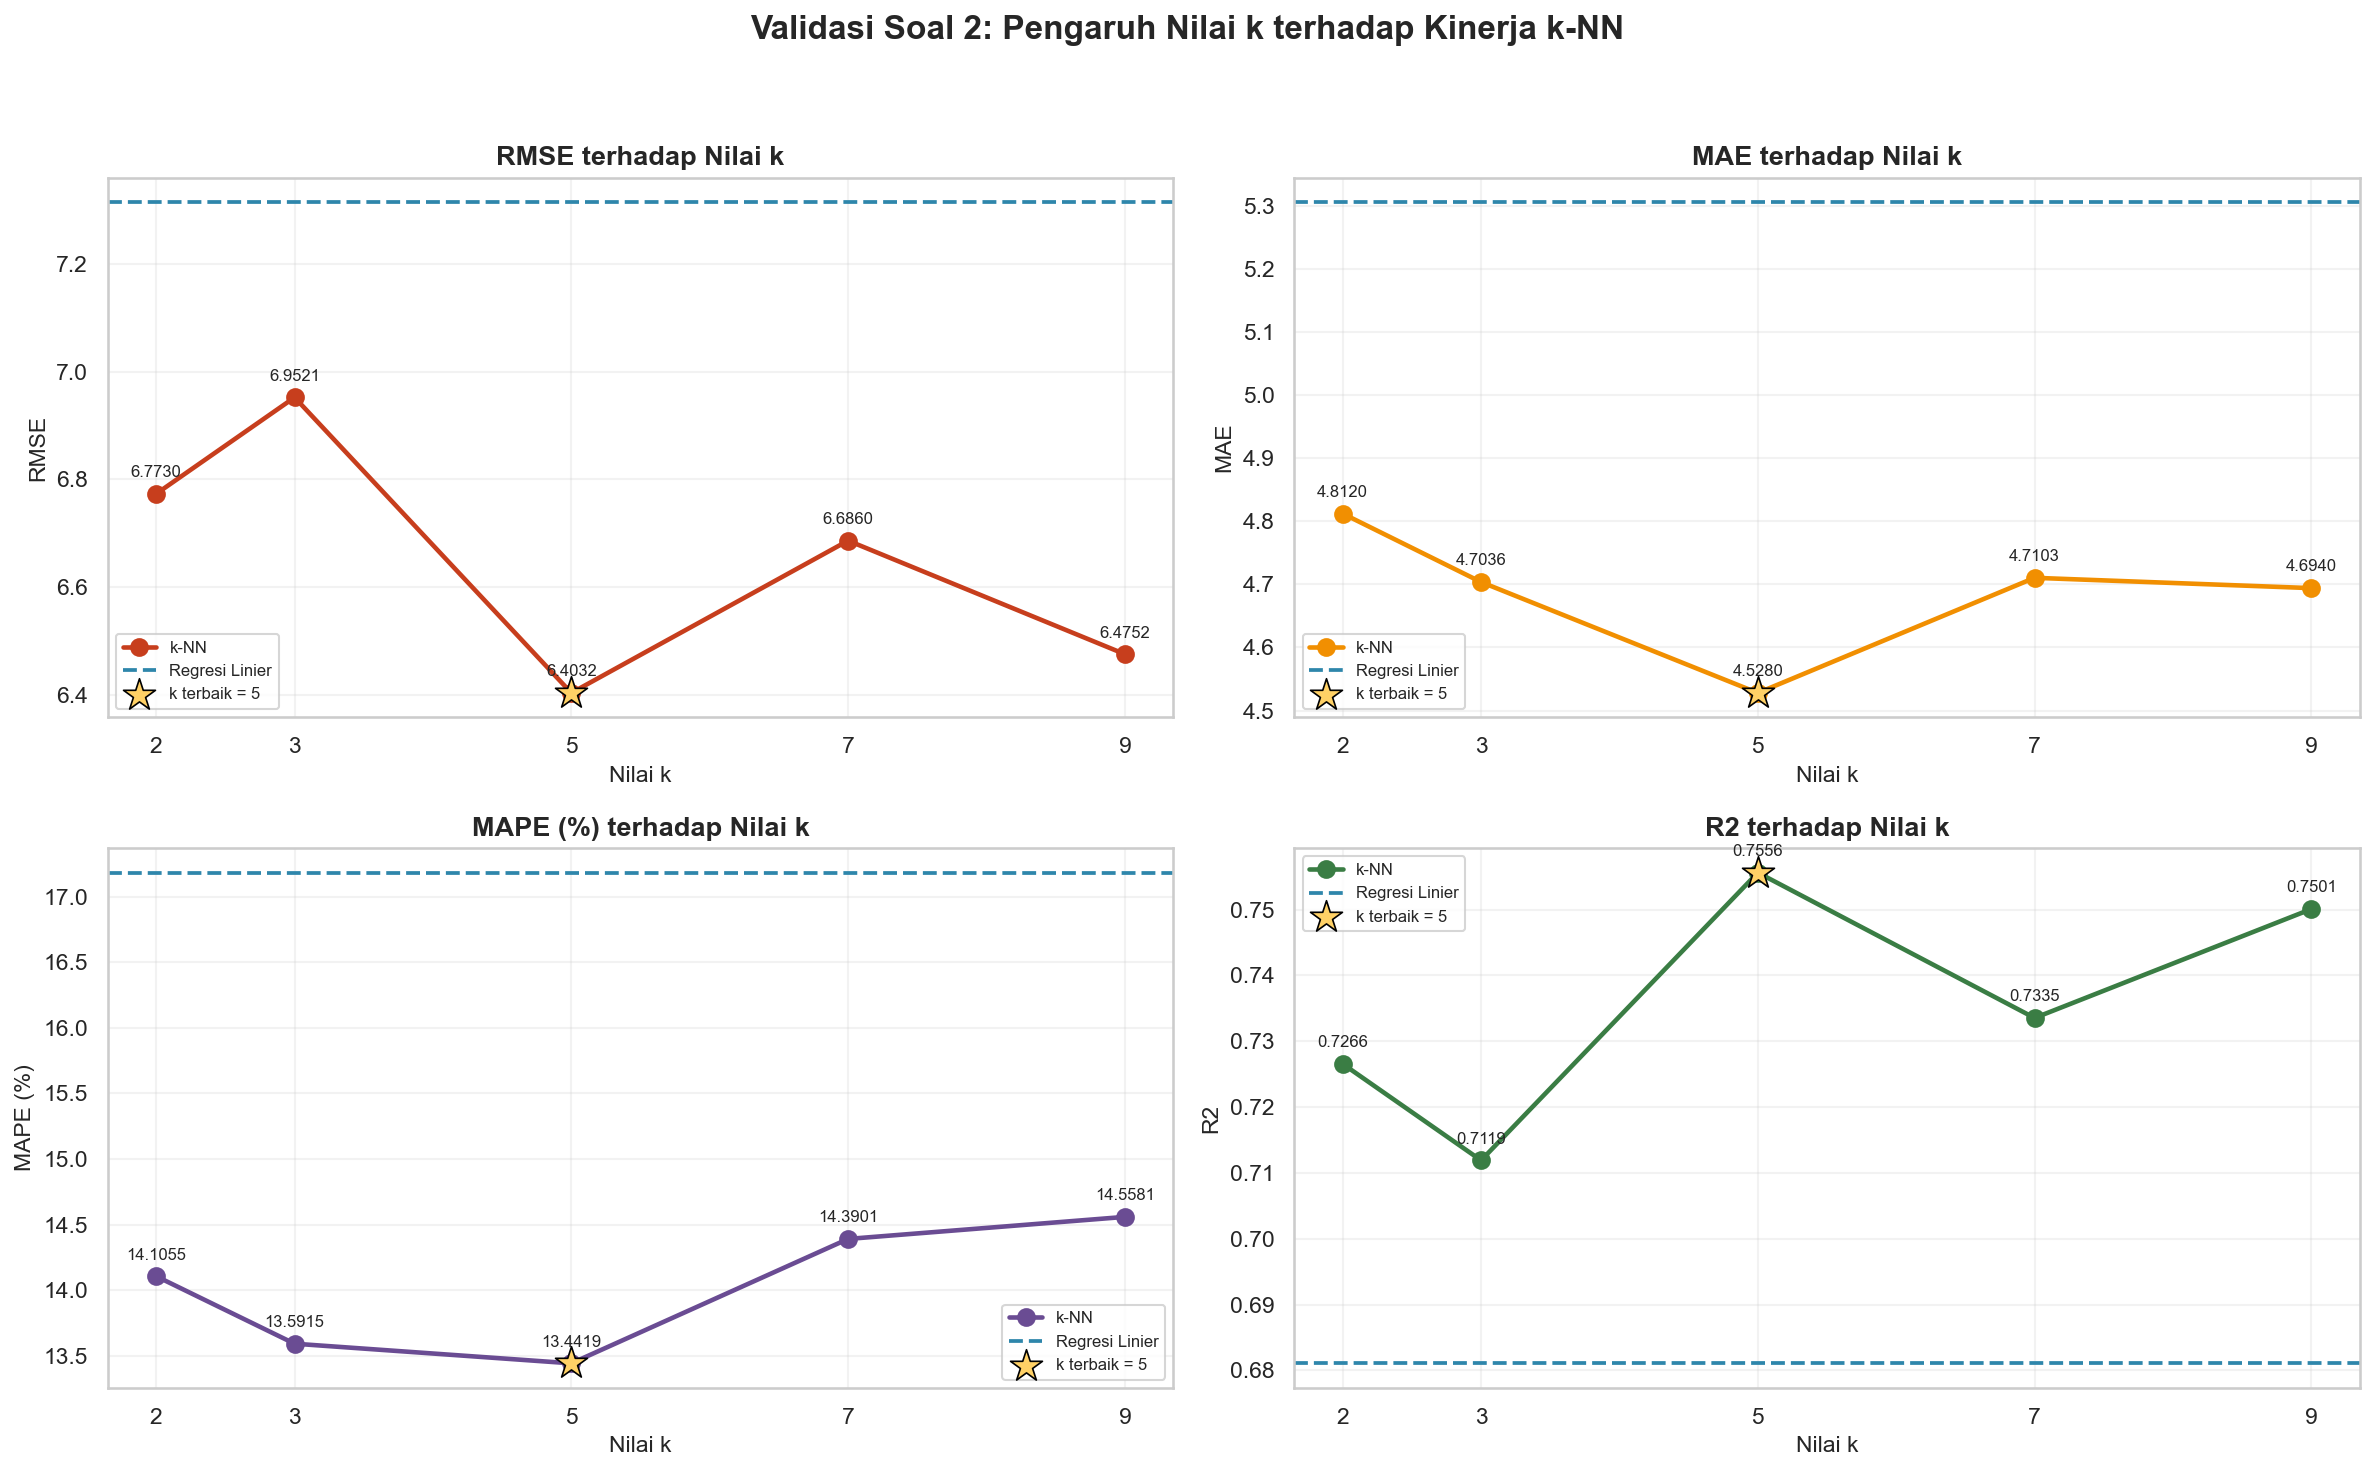 Validasi Soal 2: Pengaruh Nilai k terhadap Kinerja k-NN
RMSE terhadap Nilai k
RMSE
7.2
7.0
6.8
6.6
6.4
6.7730
6.9521
6.4032
6.6860
6.4752
k-NN
Regresi Linier
k terbaik = 5
2 3 5 7 9
Nilai k
MAE terhadap Nilai k
MAE
5.3
5.2
5.1
5.0
4.9
4.8
4.7
4.6
4.5
4.8120
4.7036
4.5280
4.7103
4.6940
k-NN
Regresi Linier
k terbaik = 5
2 3 5 7 9
Nilai k
MAPE (%) terhadap Nilai k
MAPE (%)
17.0
16.5
16.0
15.5
15.0
14.5
14.0
13.5
14.1055
13.5915
13.4419
14.3901
14.5581
k-NN
Regresi Linier
k terbaik = 5
2 3 5 7 9
Nilai k
R2 terhadap Nilai k
R2
0.75
0.74
0.73
0.72
0.71
0.70
0.69
0.68
0.7266
0.7119
0.7556
0.7335
0.7501
k-NN
Regresi Linier
k terbaik = 5
2 3 5 7 9
Nilai k